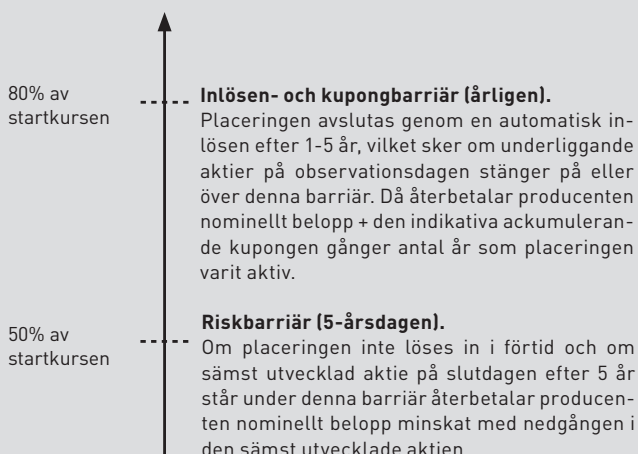 80% av
startkursen
Inlösen- och kupongbarriär (årligen).
Placeringen avslutas genom en automatisk in-
lösen efter 1-5 år, vilket sker om underliggande
aktier på observationsdagen stänger på eller
över denna barriär. Då återbetalar producenten
nominellt belopp + den indikativa ackumuleran-
de kupongen gånger antal år som placeringen
varit aktiv.
50% av
startkursen
Riskbarriär (5-årsdagen).
Om placeringen inte löses in i förtid och om
sämst utvecklad aktie på slutdagen efter 5 år
står under denna barriär återbetalar producen-
ten nominellt belopp minskat med nedgången i
den sämst utvecklade aktien